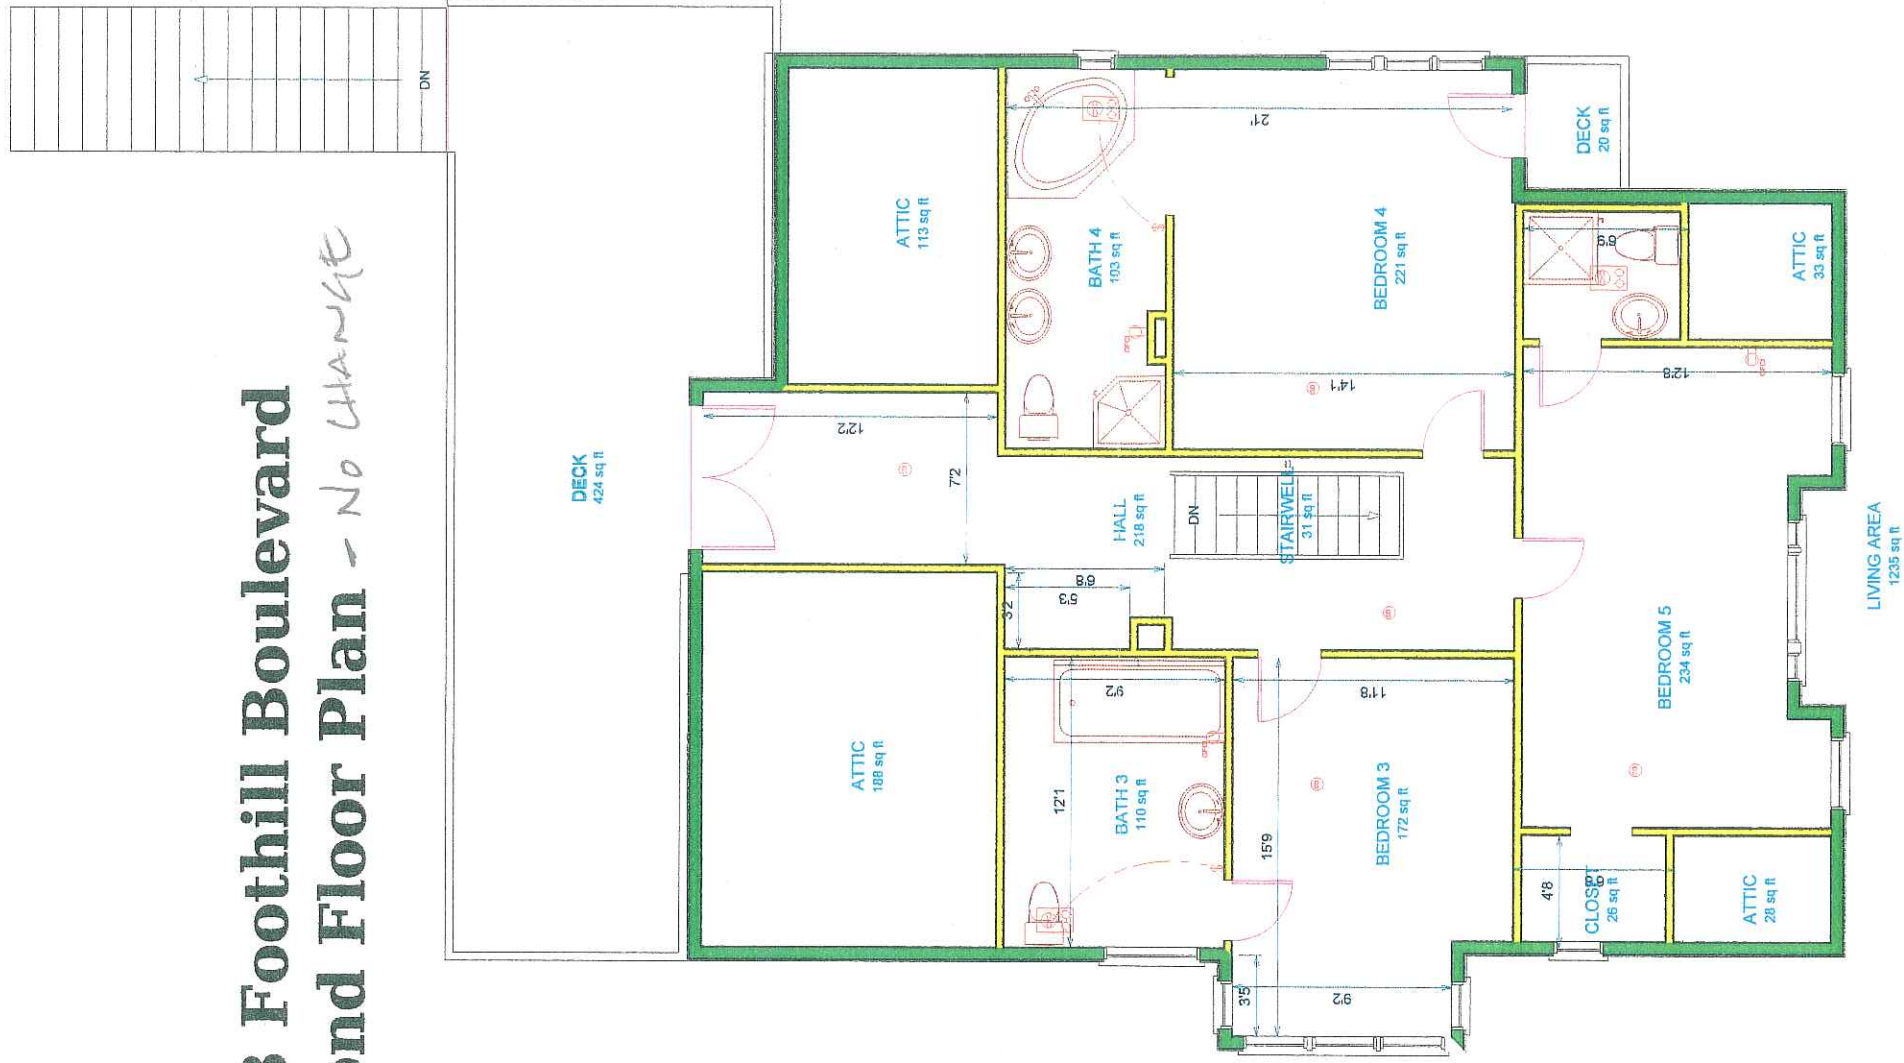 3 Foothill Boulevard
ond Floor Plan - NO CHANGE
DN
DECK
424 sq ft
ATTIC
113 sq ft
ATTIC
188 sq ft
12'2
7'2
HALL
218 sq ft
6'8
5'3
3'2
BATH 4
193 sq ft
21'
BEDROOM 4
221 sq ft
14'1
DECK
20 sq ft
6'9
ATTIC
33 sq ft
12'8
DN
STAIRWELL
31 sq ft
BATH 3
110 sq ft
9'2
12'1
BEDROOM 3
172 sq ft
11'8
15'9
3'5
9'2
BEDROOM 5
234 sq ft
4'8
CLOSET
26 sq ft
ATTIC
28 sq ft
LIVING AREA
1235 sq ft